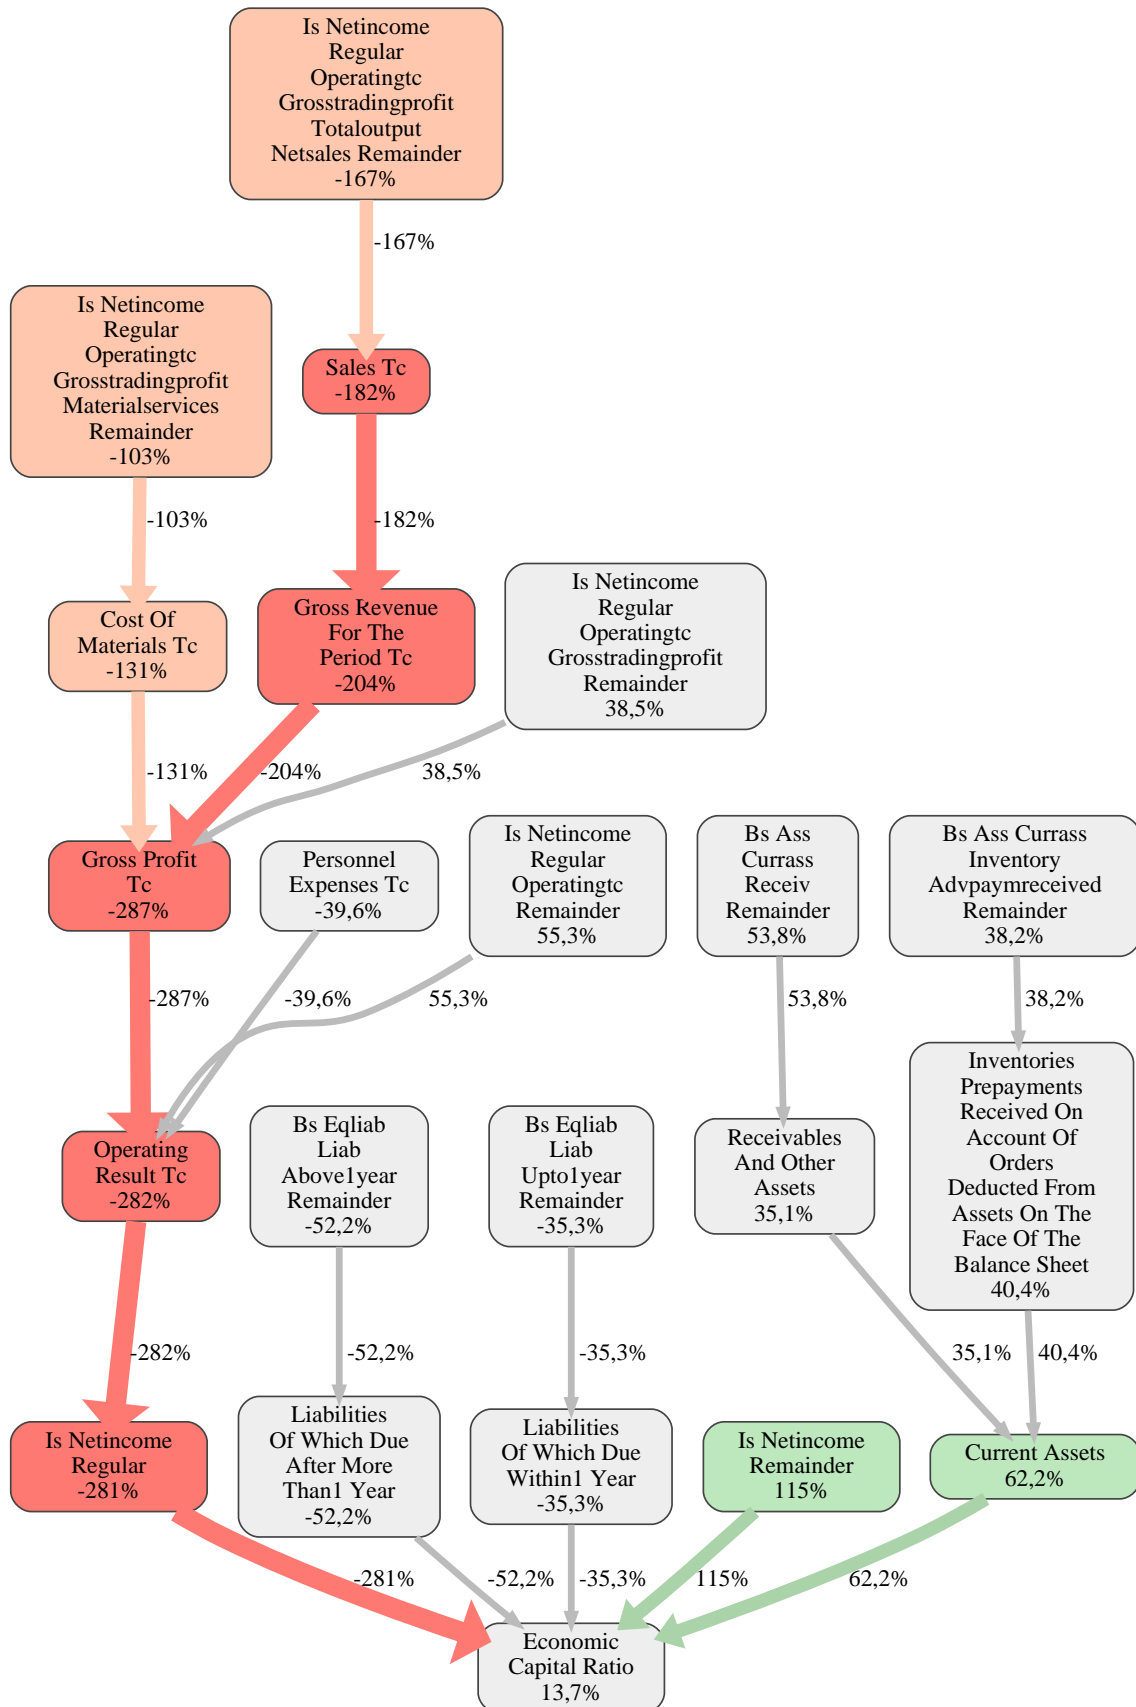 Is Netincome
Regular
Operatingtc
Grosstradingprofit
Totaloutput
Netsales Remainder
-167%
-167%
Is Netincome
Regular
Operatingtc
Grosstradingprofit
Materialservices
Remainder
-103%
Sales Tc
-182%
-103%
-182%
Is Netincome
Regular
Operatingtc
Grosstradingprofit
Remainder
38,5%
Cost Of
Materials Tc
-131%
Gross Revenue
For The
Period Tc
-204%
-131%
-204%
38,5%
Gross Profit
Tc
-287%
Personnel
Expenses Tc
-39,6%
Is Netincome
Regular
Operatingtc
Remainder
55,3%
Bs Ass
Currass
Receiv
Remainder
53,8%
Bs Ass Currass
Inventory
Advpaymreceived
Remainder
38,2%
-287%
-39,6%
55,3%
53,8%
38,2%
Operating
Result Tc
-282%
Bs Eqliab
Liab
Above1year
Remainder
-52,2%
Bs Eqliab
Liab
Upto1year
Remainder
-35,3%
Receivables
And Other
Assets
35,1%
Inventories
Prepayments
Received On
Account Of
Orders
Deducted From
Assets On The
Face Of The
Balance Sheet
40,4%
-282%
-52,2%
-35,3%
35,1%
40,4%
Is Netincome
Regular
-281%
Liabilities
Of Which Due
After More
Than1 Year
-52,2%
Liabilities
Of Which Due
Within1 Year
-35,3%
Is Netincome
Remainder
115%
Current Assets
62,2%
-281%
-52,2%
-35,3%
115%
62,2%
Economic
Capital Ratio
13,7%